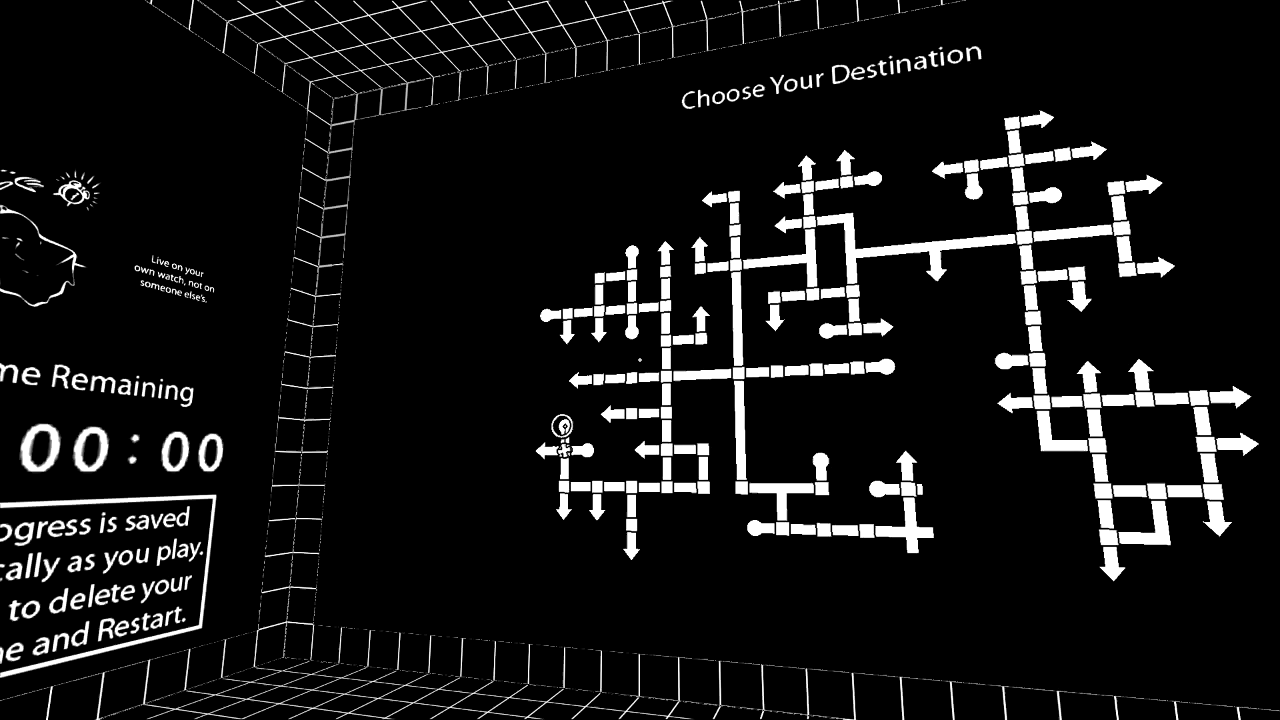 Choose Your Destination
Live on your
own watch, not on
someone else's.
me Remaining
00:00
ogress is saved
cally as you play.
to delete your
me and Restart.